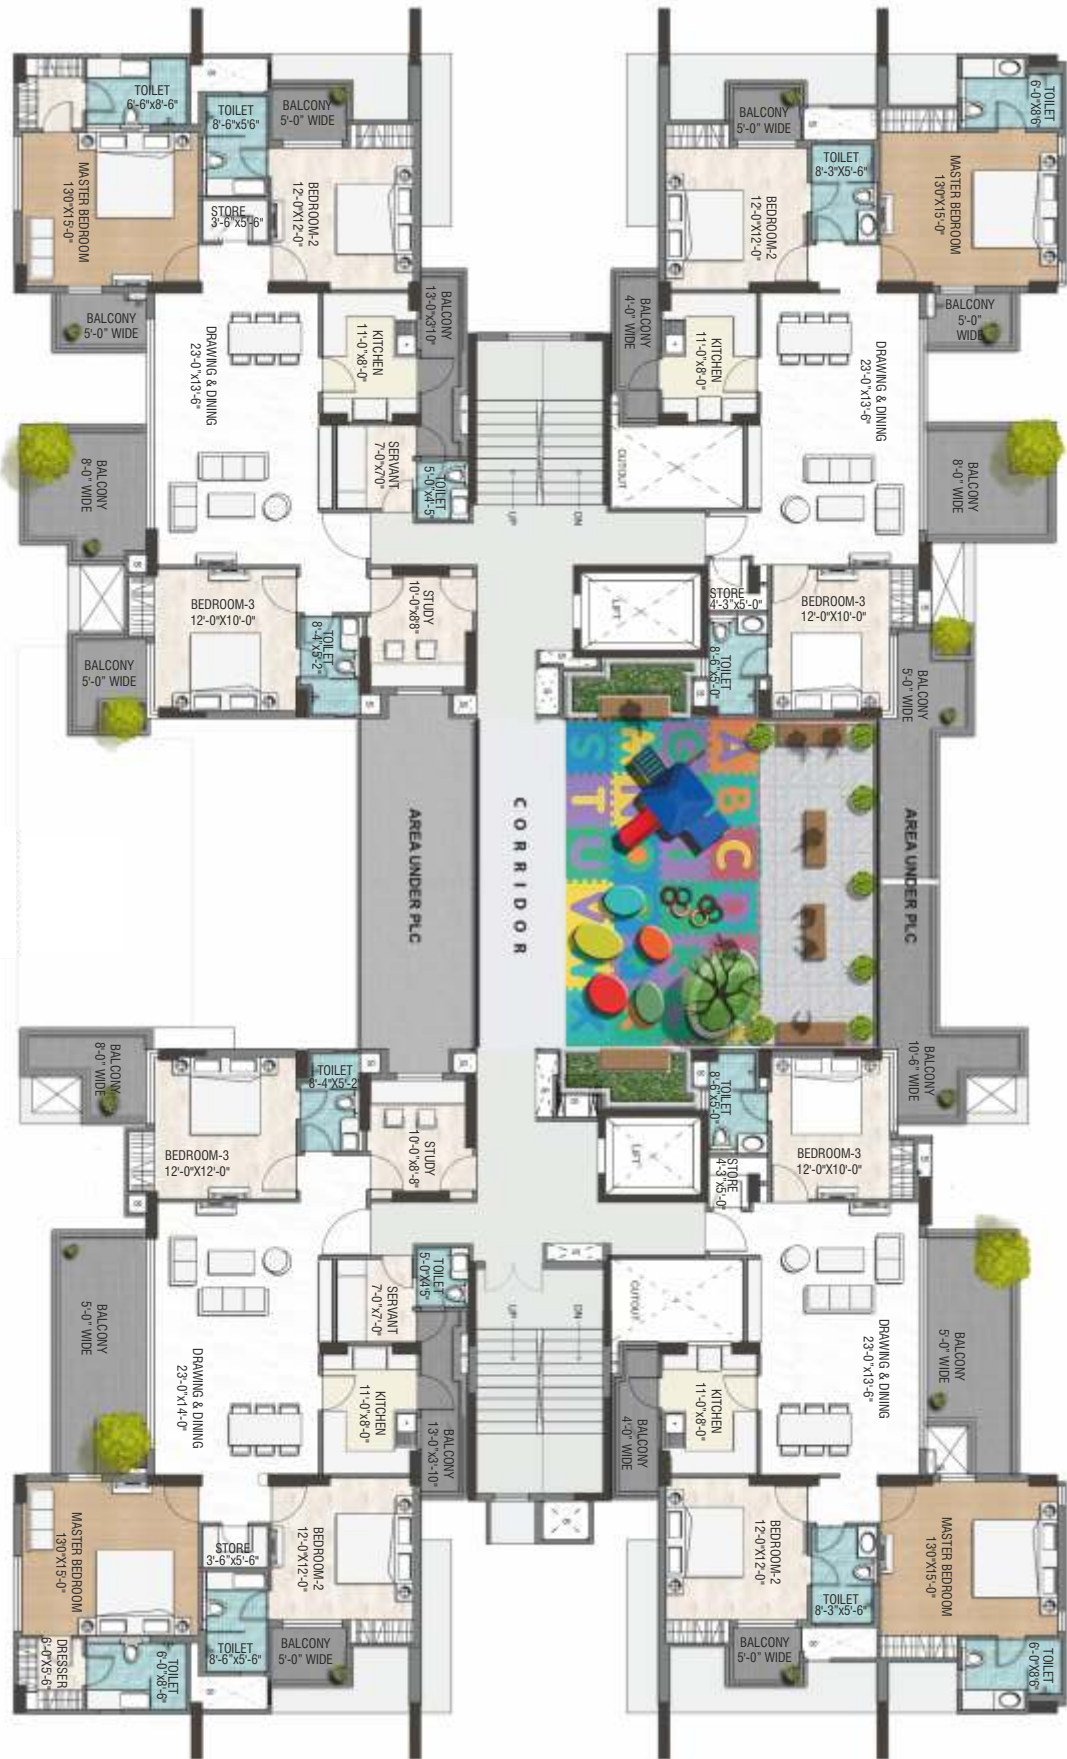 TOILET
6'-6"x8'-6"
TOILET
8'-6"x5'6"
BALCONY
5'-0" WIDE
MASTER BEDROOM
13'0"X15'-0"
STORE
3'-6"x5'-6"
BEDROOM-2
12'-0"X12'-0"
BALCONY
5'-0" WIDE
DRAWING & DINING
23'-0"x13'-6"
KITCHEN
11'-0"x8'-0"
BALCONY
13'-0"x3'10"
BALCONY
8'-0" WIDE
SERVANT
7'-0"x7'0"
TOILET
5'-0"x4'-5"
UP
DN
BEDROOM-3
12'-0"X10'-0"
TOILET
8'-4"x5'-2"
STUDY
10'-0"x8'8"
BALCONY
5'-0" WIDE
BALCONY
5'-0" WIDE
TOILET
8'-3"X5'-6"
TOILET
6'-0"X8'6"
BEDROOM-2
12'-0"X12'-0"
MASTER BEDROOM
13'0"X15'-0"
BALCONY
4'-0" WIDE
KITCHEN
11'-0"x8'-0"
DRAWING & DINING
23'-0"x13'-6"
BALCONY
5'-0"
WIDE
CUTOUT
BALCONY
8'-0" WIDE
LIFT
STORE
4'-3"x5'-0"
TOILET
8'-6"x5'-0"
BEDROOM-3
12'-0"X10'-0"
BALCONY
5'-0" WIDE
AREA UNDER PLC
CORRIDOR
A
B
C
S
T
U
V
AREA UNDER PLC
BALCONY
8'-0" WIDE
BEDROOM-3
12'-0"X12'-0"
TOILET
8'-4"X5'-2
STUDY
10'-0"x8'-8"
TOILET
8'-6"x5'-0"
LIFT
STORE
4'-3"x5'-0"
BEDROOM-3
12'-0"X10'-0"
BALCONY
10'-6" WIDE
BALCONY
5'-0" WIDE
SERVANT
7'-0"x7'-0"
TOILET
5'-0"X4'5"
UP
DN
DRAWING & DINING
23'-0"x14'-0"
KITCHEN
11'-0"x8'-0"
BALCONY
13'-0"x3'-10"
MASTER BEDROOM
13'0"X15'-0"
STORE
3'-6"x5'-6"
BEDROOM-2
12'-0"X12'-0"
DRESSER
6'-0"X5'-6"
TOILET
6'-0"x8'-6"
TOILET
8'-6"x5'-6"
BALCONY
5'-0" WIDE
CUTOUT
BALCONY
4'-0" WIDE
KITCHEN
11'-0"x8'-0"
DRAWING & DINING
23'-0"x13'-6"
BALCONY
5'-0" WIDE
BEDROOM-2
12'-0"X12'-0"
TOILET
8'-3"x5'-6"
MASTER BEDROOM
13'0"X15'-0"
BALCONY
5'-0" WIDE
TOILET
6'-0"X8'6"